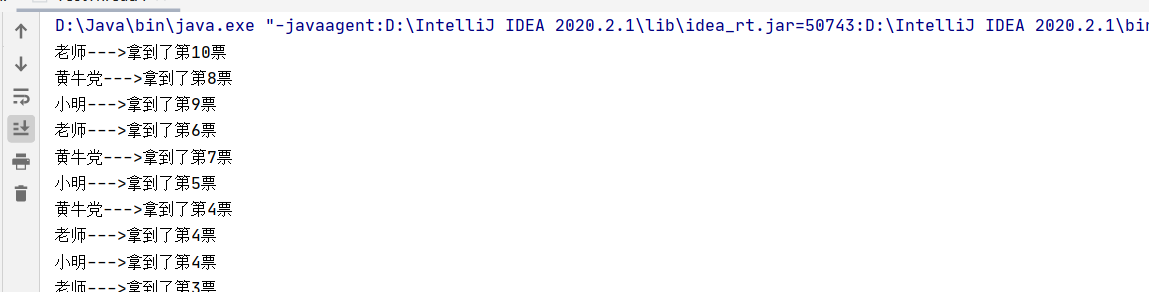 D:\Java\bin\java.exe "-javaagent:D:\IntelliJ IDEA 2020.2.1\lib\idea_rt.jar=50743:D:\IntelliJ IDEA 2020.2.1\bin
老师--->拿到了第10票
黄牛党--->拿到了第8票
小明--->拿到了第9票
老师--->拿到了第6票
黄牛党--->拿到了第7票
小明--->拿到了第5票
黄牛党--->拿到了第4票
老师--->拿到了第4票
小明--->拿到了第4票
老师--->拿到了第3票